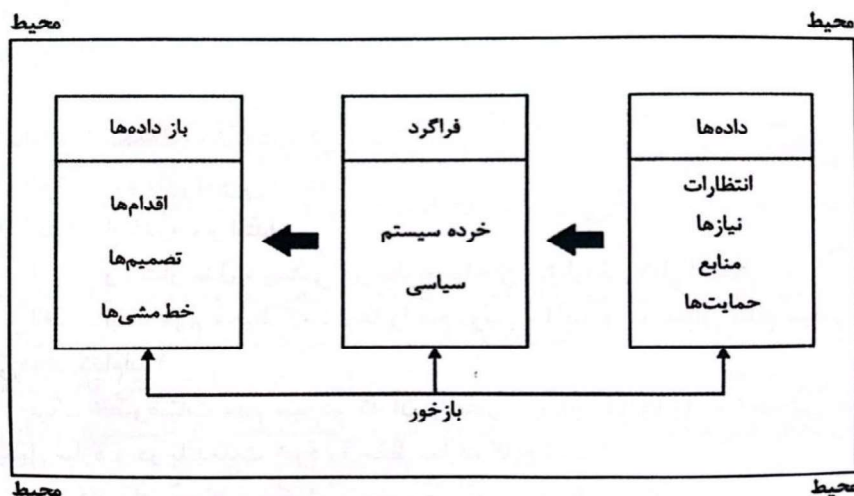 محیط
محیط
داده‌ها
انتظارات
نیازها
منابع
حمایت‌ها
فراگرد
خرده سیستم
سیاسی
باز داده‌ها
اقدام‌ها
تصمیم‌ها
خط‌مشی‌ها
بازخور
محیط
محیط